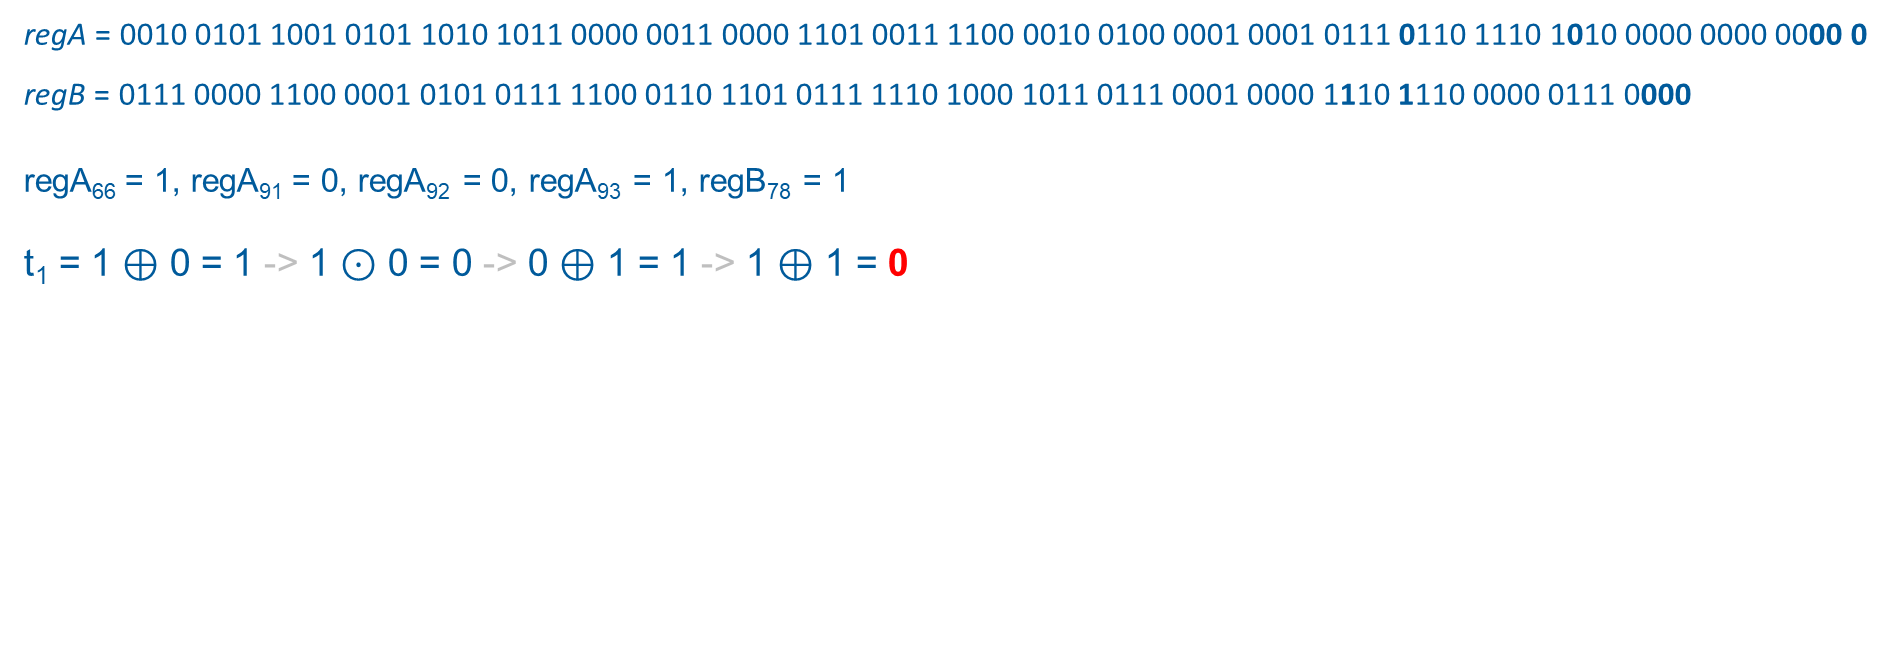 regA = 0010 0101 1001 0101 1010 1011 0000 0011 0000 1101 0011 1100 0010 0100 0001 0001 0111 0110 1110 1010 0000 0000 0000 0
regB = 0111 0000 1100 0001 0101 0111 1100 0110 1101 0111 1110 1000 1011 0111 0001 0000 1110 1110 0000 0111 0000
regA₆₆ = 1, regA₉₁ = 0, regA₉₂ = 0, regA₉₃ = 1, regB₇₈ = 1
t₁ = 1 ⊕ 0 = 1 -> 1 ⊙ 0 = 0 -> 0 ⊕ 1 = 1 -> 1 ⊕ 1 = 0